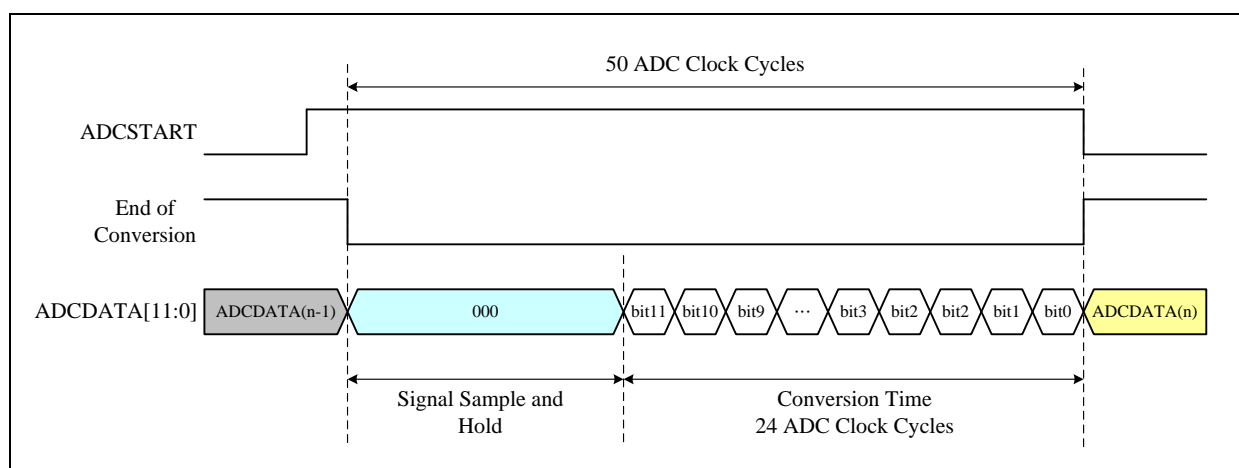 50 ADC Clock Cycles
ADCSTART
End of
Conversion
ADCDATA[11:0]
ADCDATA(n-1)
000
bit11
bit10
bit9
...
bit3
bit2
bit2
bit1
bit0
ADCDATA(n)
Signal Sample and
Hold
Conversion Time
24 ADC Clock Cycles